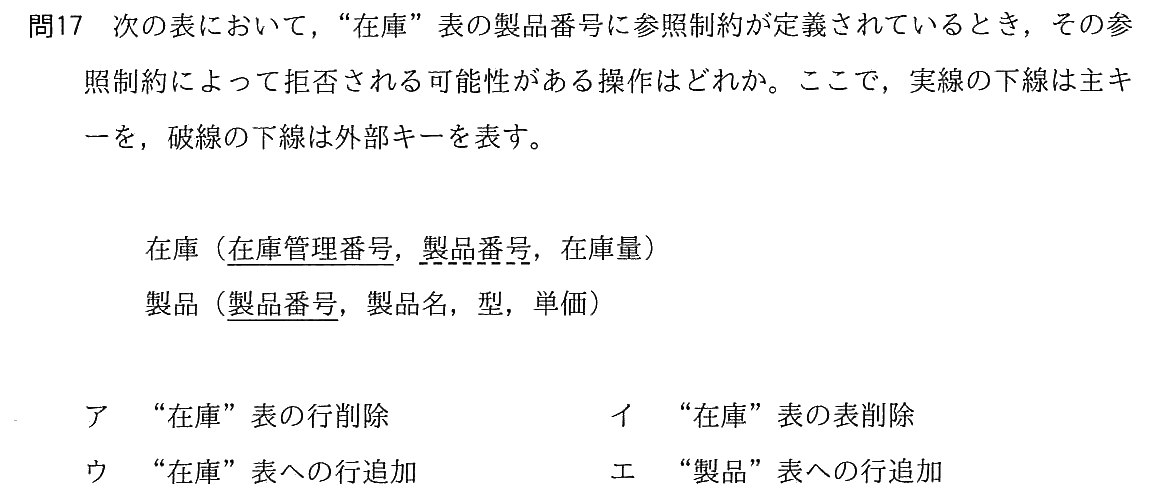 問17 次の表において，“在庫”表の製品番号に参照制約が定義されているとき，その参
照制約によって拒否される可能性がある操作はどれか。ここで，実線の下線は主キ
ーを，破線の下線は外部キーを表す。
在庫（在庫管理番号，製品番号，在庫量）
製品（製品番号，製品名，型，単価）
ア “在庫”表の行削除 イ “在庫”表の表削除
ウ “在庫”表への行追加 エ “製品”表への行追加